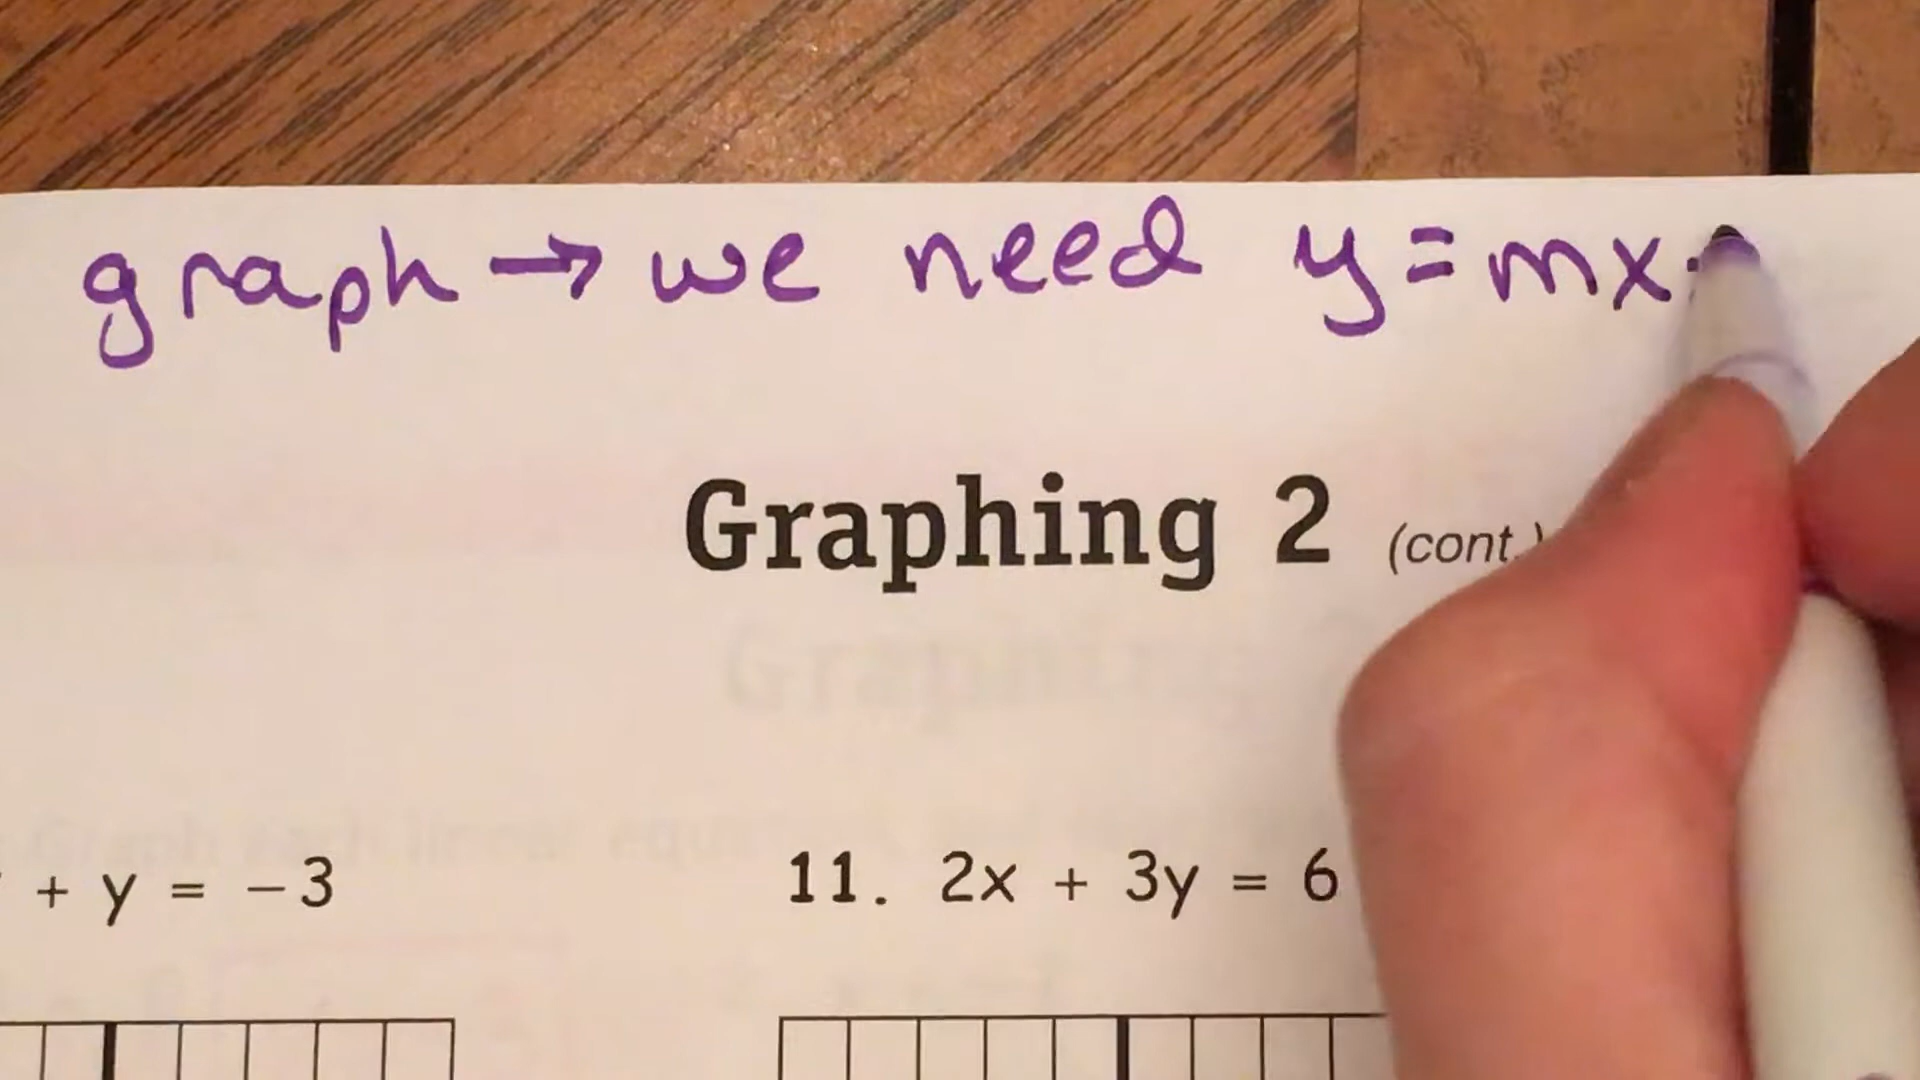 graph → we need y = mx
Graphing 2 (cont.)
+ y = -3
11. 2x + 3y = 6